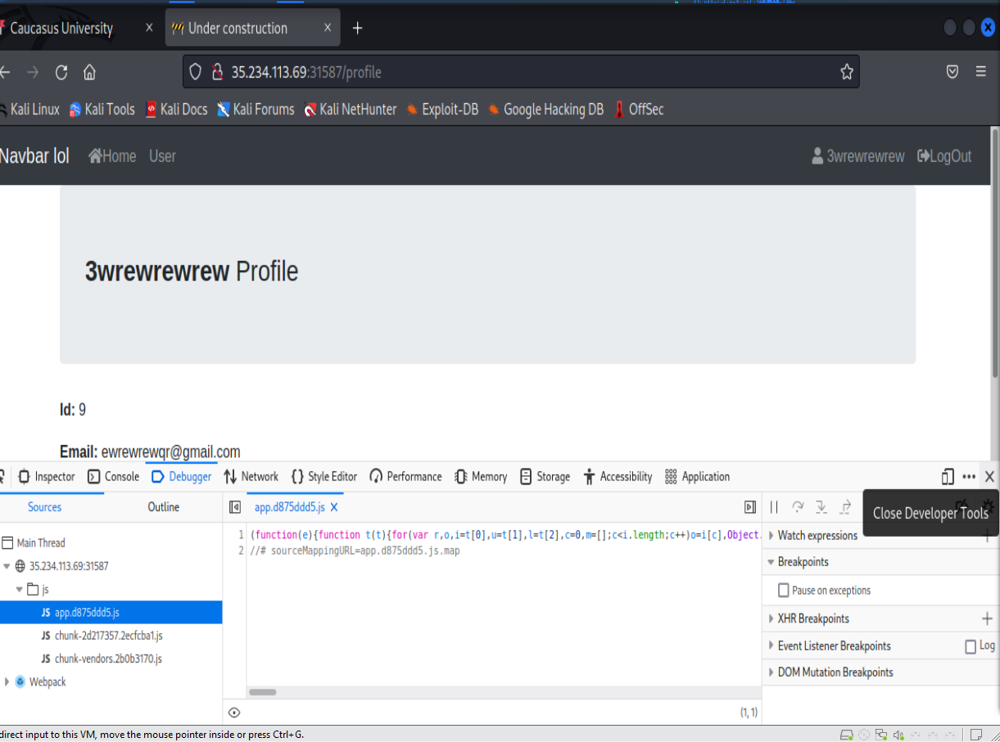 Caucasus University
Under construction
35.234.113.69:31587/profile
Kali Linux Kali Tools Kali Docs Kali Forums Kali NetHunter Exploit-DB Google Hacking DB OffSec
Navbar lol Home User 3wrewrewrew LogOut
3wrewrewrew Profile
Id: 9
Email: ewrewrewqr@gmail.com
Inspector Console Debugger Network Style Editor Performance Memory Storage Accessibility Application
Sources Outline app.d875ddd5.js
Close Developer Tools
Main Thread
35.234.113.69:31587
js
JS app.d875ddd5.js
JS chunk-2d217357.2ecfcba1.js
JS chunk-vendors.2b0b3170.js
Webpack
1 (function(e){function t(t){for(var r,o,i=t[0],u=t[1],l=t[2],c=0,m=[];c<i.length;c++)o=i[c],Object.
2 //# sourceMappingURL=app.d875ddd5.js.map
(1, 1)
Watch expressions
Breakpoints
Pause on exceptions
XHR Breakpoints
Event Listener Breakpoints Log
DOM Mutation Breakpoints
direct input to this VM, move the mouse pointer inside or press Ctrl+G.